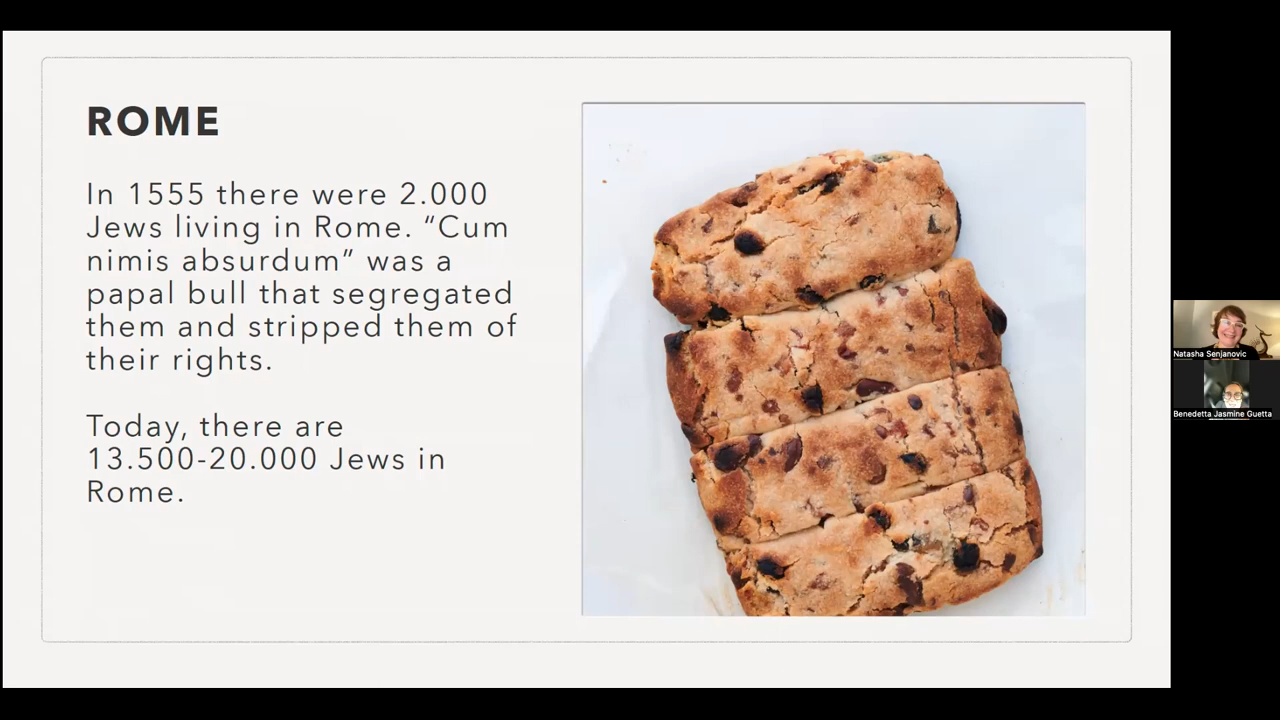 ROME
In 1555 there were 2.000
Jews living in Rome. “Cum
nimis absurdum” was a
papal bull that segregated
them and stripped them of
their rights.
Today, there are
13.500-20.000 Jews in
Rome.
Natasha Senjanovic
Benedetta Jasmine Guetta